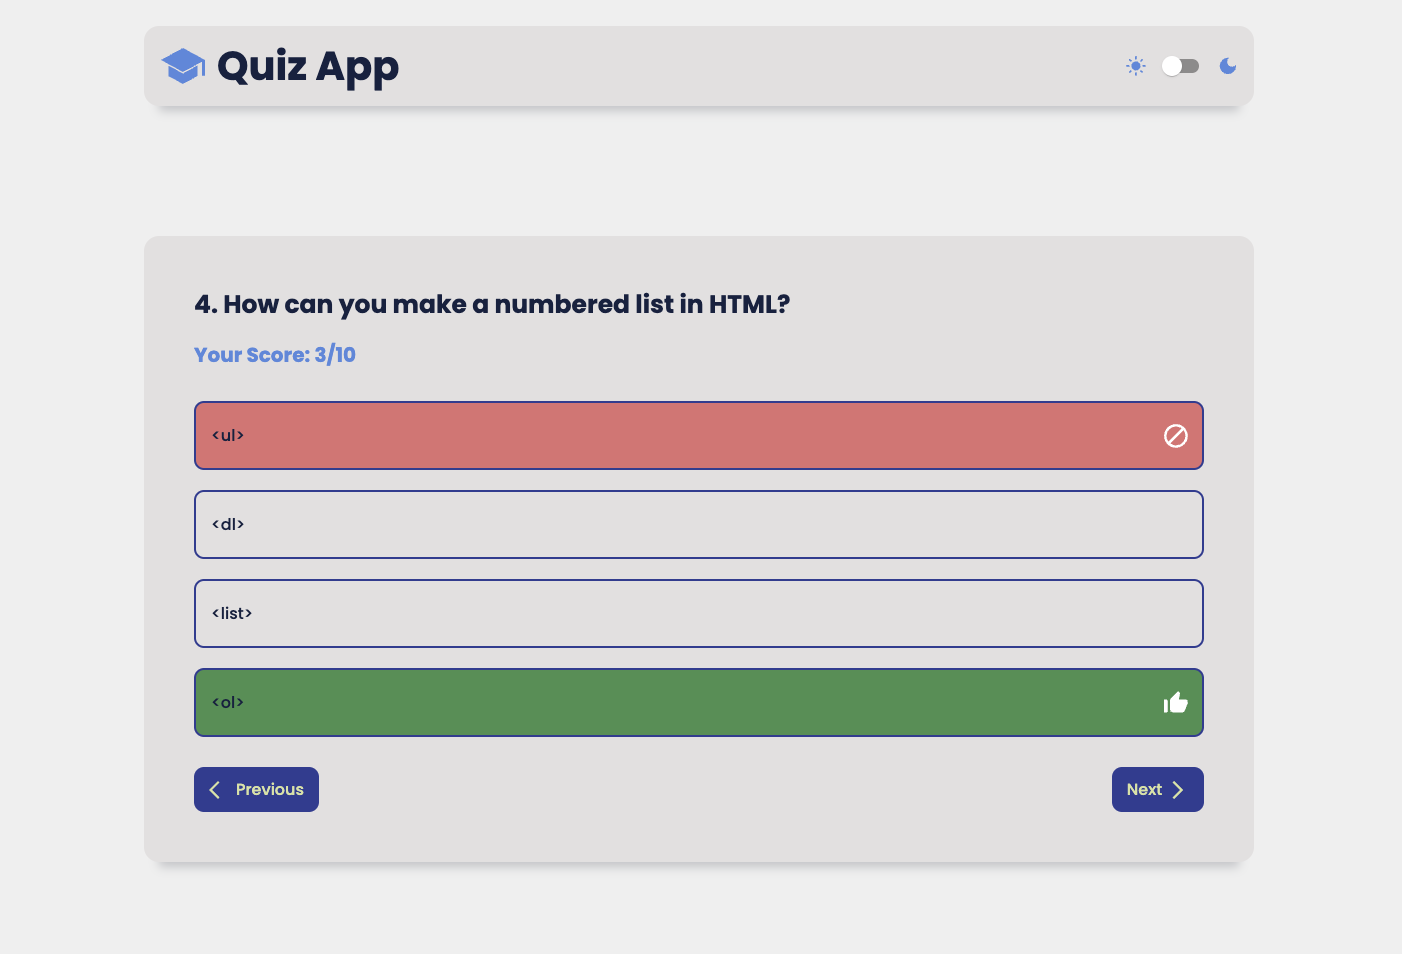 Quiz App
4. How can you make a numbered list in HTML?
Your Score: 3/10
<ul>
<dl>
<list>
<ol>
Previous
Next